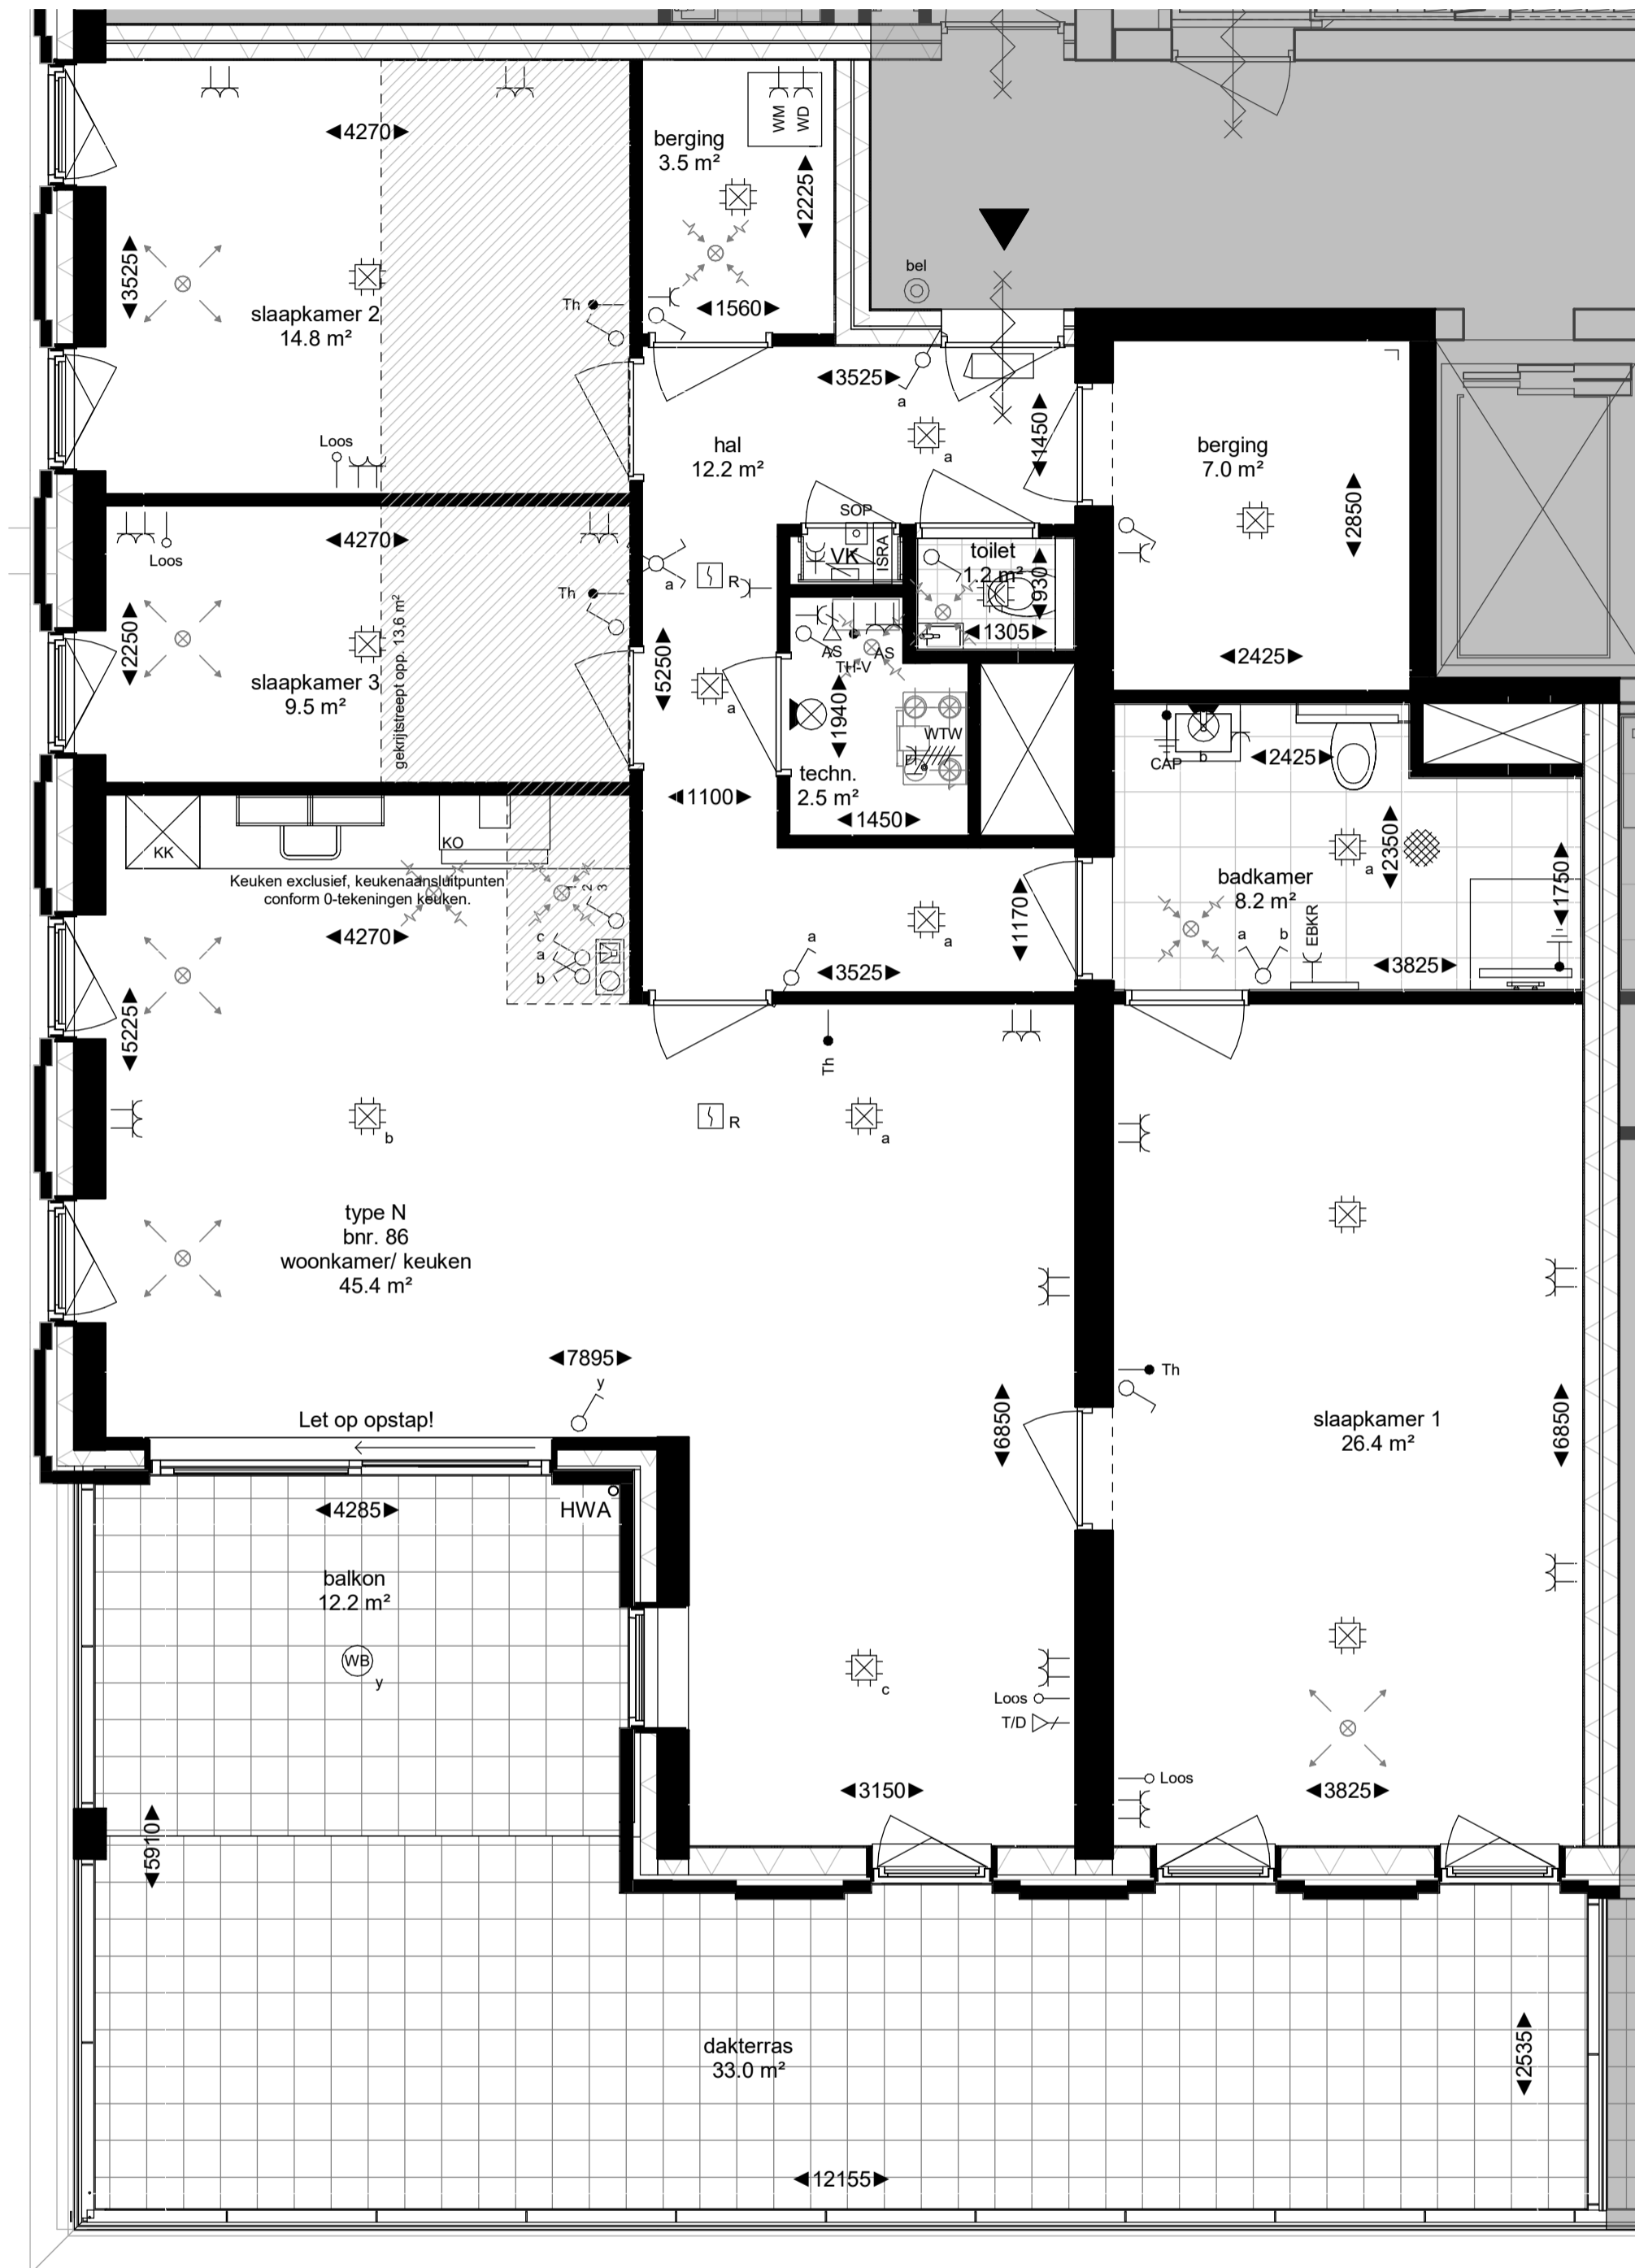 4270
WM
WD
berging
3.5 m²
2225
3525
slaapkamer 2
14.8 m²
Th
1560
bel
3525
a
1450
Loos
hal
12.2 m²
a
berging
7.0 m²
2850
Loos
4270
SOP
VK
ISRA
toilet
1.2 m²
930
1305
R
a
Th
2250
slaapkamer 3
9.5 m²
gekrijtstreept opp. 13,6 m²
5250
a
AS
AS
TH-V
1940
WTW
techn.
2.5 m²
1450
1100
2425
CAP
b
2425
KK
KO
Keuken exclusief, keukenaansluitpunten
conform 0-tekeningen keuken.
1
2
3
4270
c
a
b
a
a
3525
1170
badkamer
8.2 m²
a
2350
1750
a
b
EBKR
3825
5225
Th
b
R
a
type N
bnr. 86
woonkamer/ keuken
45.4 m²
7895
y
Th
Let op opstap!
6850
slaapkamer 1
26.4 m²
6850
4285
HWA
balkon
12.2 m²
WB
y
c
Loos
T/D
Loos
3150
3825
5910
dakterras
33.0 m²
2535
12155